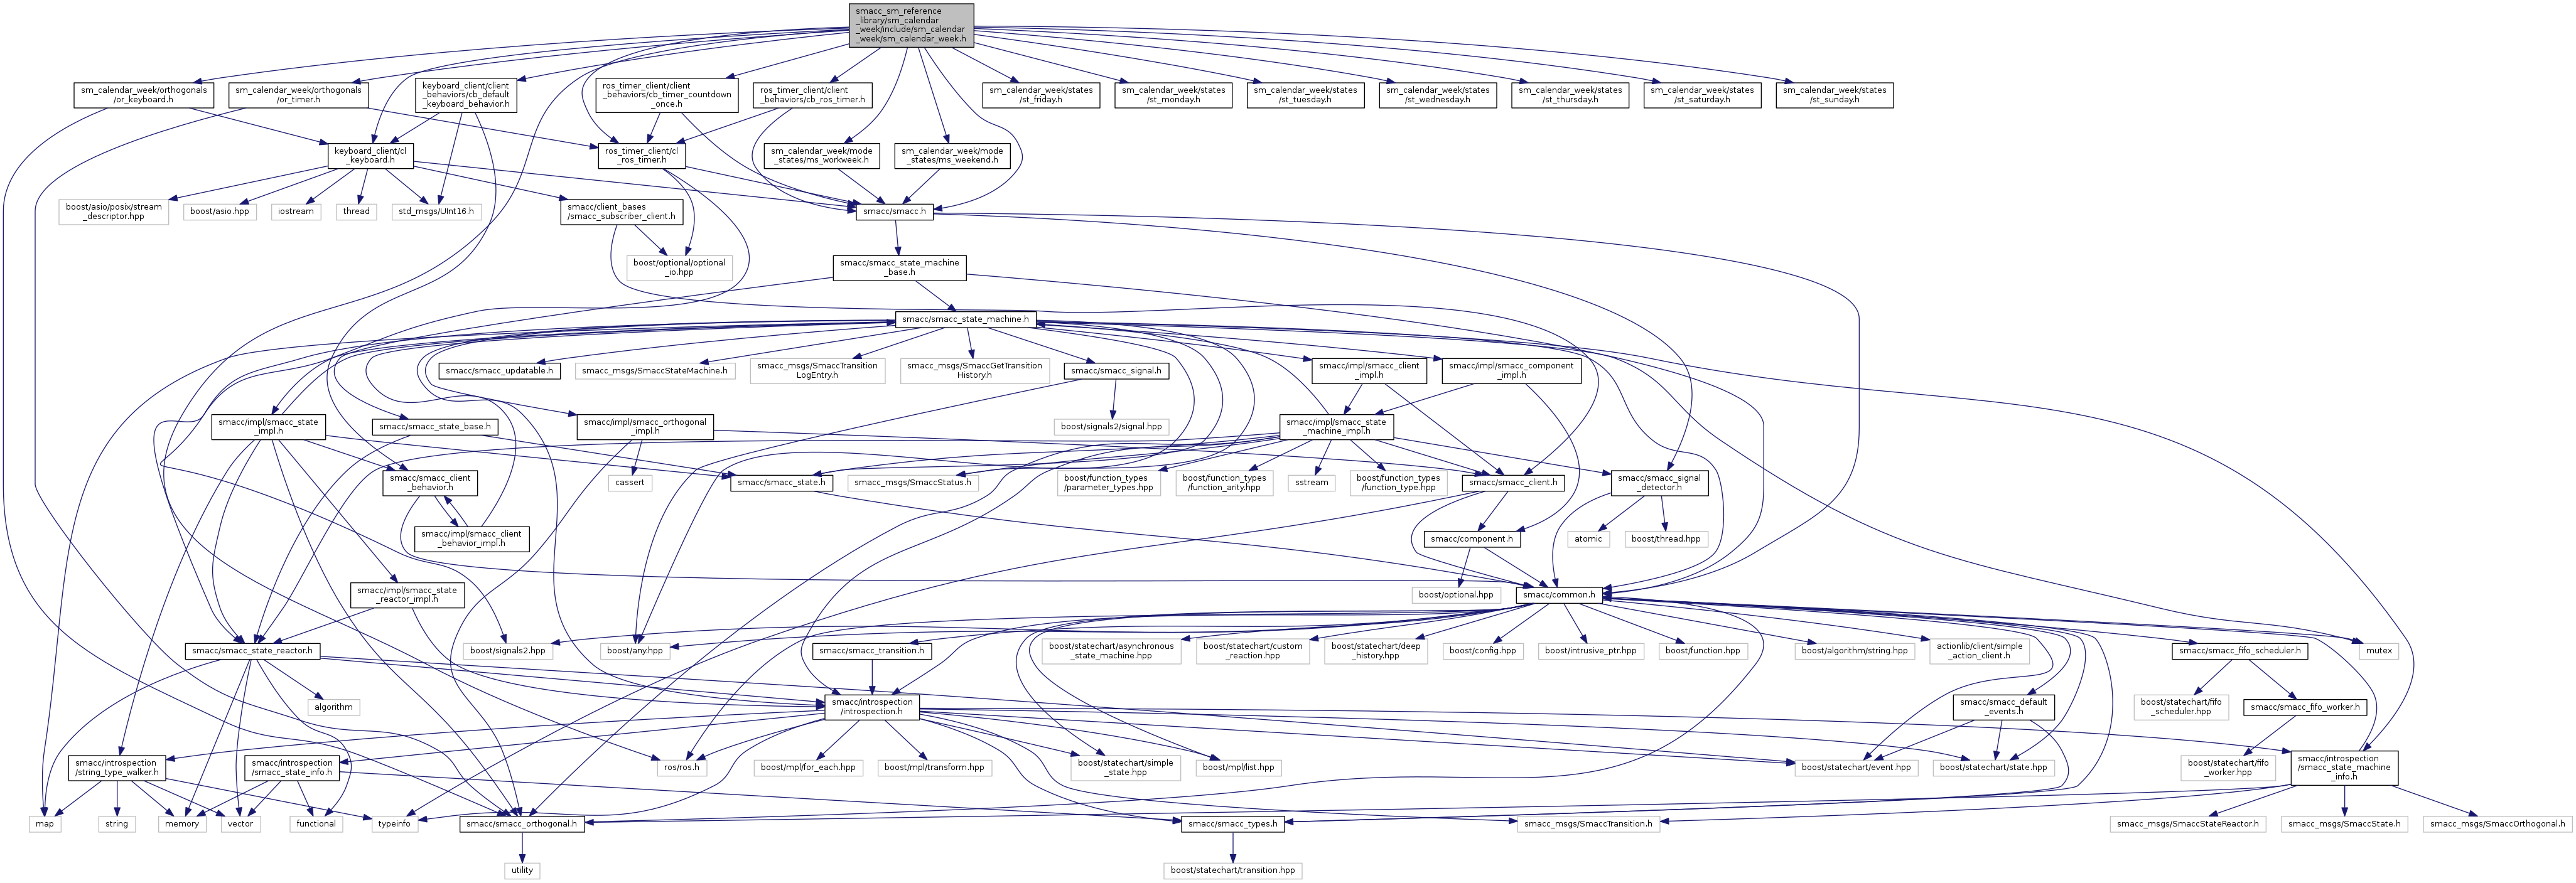 smacc_sm_reference
_library/sm_calendar
_week/include/sm_calendar
_week/sm_calendar_week.h
sm_calendar_week/orthogonals
/or_keyboard.h
sm_calendar_week/orthogonals
/or_timer.h
keyboard_client/client
_behaviors/cb_default
_keyboard_behavior.h
ros_timer_client/client
_behaviors/cb_timer_countdown
_once.h
ros_timer_client/client
_behaviors/cb_ros_timer.h
sm_calendar_week/states
/st_friday.h
sm_calendar_week/states
/st_monday.h
sm_calendar_week/states
/st_tuesday.h
sm_calendar_week/states
/st_wednesday.h
sm_calendar_week/states
/st_thursday.h
sm_calendar_week/states
/st_saturday.h
sm_calendar_week/states
/st_sunday.h
keyboard_client/cl
_keyboard.h
ros_timer_client/cl
_ros_timer.h
sm_calendar_week/mode
_states/ms_workweek.h
sm_calendar_week/mode
_states/ms_weekend.h
boost/asio/posix/stream
_descriptor.hpp
boost/asio.hpp
iostream
thread
std_msgs/UInt16.h
smacc/client_bases
/smacc_subscriber_client.h
smacc/smacc.h
boost/optional/optional
_io.hpp
smacc/smacc_state_machine
_base.h
smacc/smacc_state_machine.h
smacc/smacc_updatable.h
smacc_msgs/SmaccStateMachine.h
smacc_msgs/SmaccTransition
LogEntry.h
smacc_msgs/SmaccGetTransition
History.h
smacc/smacc_signal.h
smacc/impl/smacc_client
_impl.h
smacc/impl/smacc_component
_impl.h
smacc/impl/smacc_state
_impl.h
smacc/smacc_state_base.h
smacc/impl/smacc_orthogonal
_impl.h
boost/signals2/signal.hpp
smacc/impl/smacc_state
_machine_impl.h
smacc/smacc_client
_behavior.h
cassert
smacc/smacc_state.h
smacc_msgs/SmaccStatus.h
boost/function_types
/parameter_types.hpp
boost/function_types
/function_arity.hpp
sstream
boost/function_types
/function_type.hpp
smacc/smacc_client.h
smacc/smacc_signal
_detector.h
smacc/impl/smacc_client
_behavior_impl.h
smacc/component.h
atomic
boost/thread.hpp
smacc/impl/smacc_state
_reactor_impl.h
boost/optional.hpp
smacc/common.h
smacc/smacc_state_reactor.h
boost/signals2.hpp
boost/any.hpp
smacc/smacc_transition.h
boost/statechart/asynchronous
_state_machine.hpp
boost/statechart/custom
_reaction.hpp
boost/statechart/deep
_history.hpp
boost/config.hpp
boost/intrusive_ptr.hpp
boost/function.hpp
boost/algorithm/string.hpp
actionlib/client/simple
_action_client.h
smacc/smacc_fifo_scheduler.h
mutex
algorithm
smacc/introspection
/introspection.h
smacc/smacc_default
_events.h
boost/statechart/fifo
_scheduler.hpp
smacc/smacc_fifo_worker.h
smacc/introspection
/string_type_walker.h
smacc/introspection
/smacc_state_info.h
ros/ros.h
boost/mpl/for_each.hpp
boost/mpl/transform.hpp
boost/statechart/simple
_state.hpp
boost/mpl/list.hpp
boost/statechart/event.hpp
boost/statechart/state.hpp
boost/statechart/fifo
_worker.hpp
smacc/introspection
/smacc_state_machine
_info.h
map
string
memory
vector
functional
typeinfo
smacc/smacc_orthogonal.h
smacc/smacc_types.h
smacc_msgs/SmaccTransition.h
smacc_msgs/SmaccStateReactor.h
smacc_msgs/SmaccState.h
smacc_msgs/SmaccOrthogonal.h
utility
boost/statechart/transition.hpp